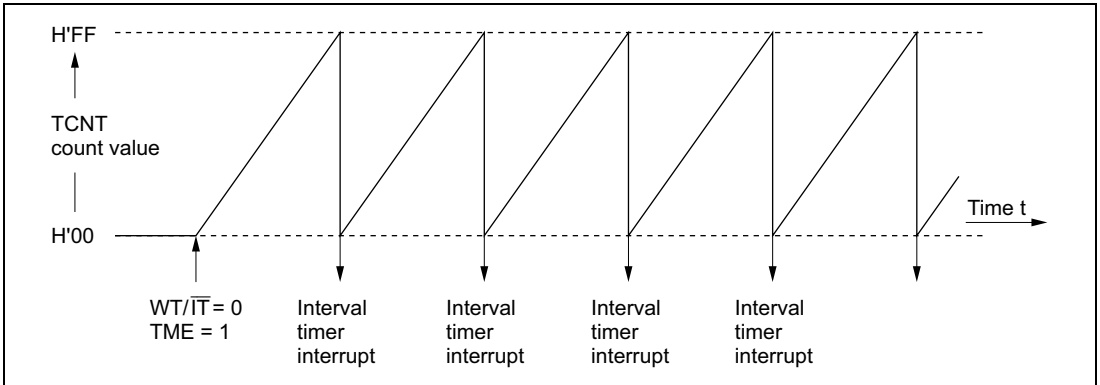 H'FF
TCNT
count value
Time t
H'00
WT/I̅T̅ = 0
TME = 1
Interval
timer
interrupt
Interval
timer
interrupt
Interval
timer
interrupt
Interval
timer
interrupt